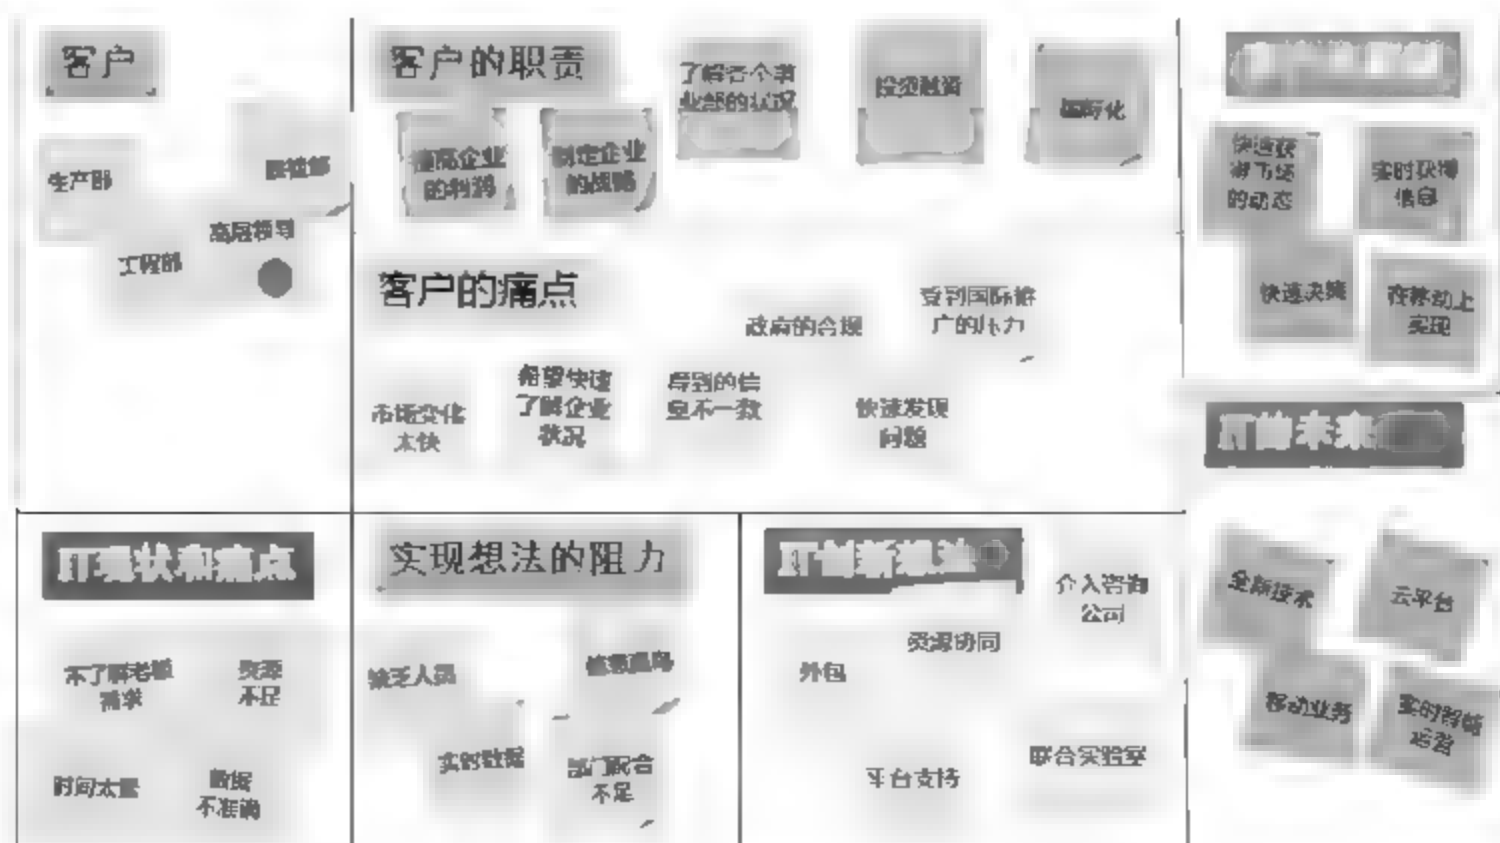 客户
生产部
高层领导
工程部
客户的职责
提高企业
的利润
制定企业
的战略
了解各个事
业部的状况
投资融资
国际化
客户的痛点
市场变化
太快
希望快速
了解企业
状况
得到的信
息不一致
政府的合规
快速发现
问题
受到国际推
广的压力
快速获
的动态
实时获得
信息
快速决策
在移动上
实现
IT的未来
全新技术
云平台
移动业务
实时智能
运营
IT现状和痛点
不了解老板
需求
资源
不足
时间太量
数据
不准确
实现想法的阻力
缺乏人员
信息孤岛
实时数据
部门配合
不足
IT创新想法
介入咨询
公司
资源协同
外包
平台支持
联合实验室